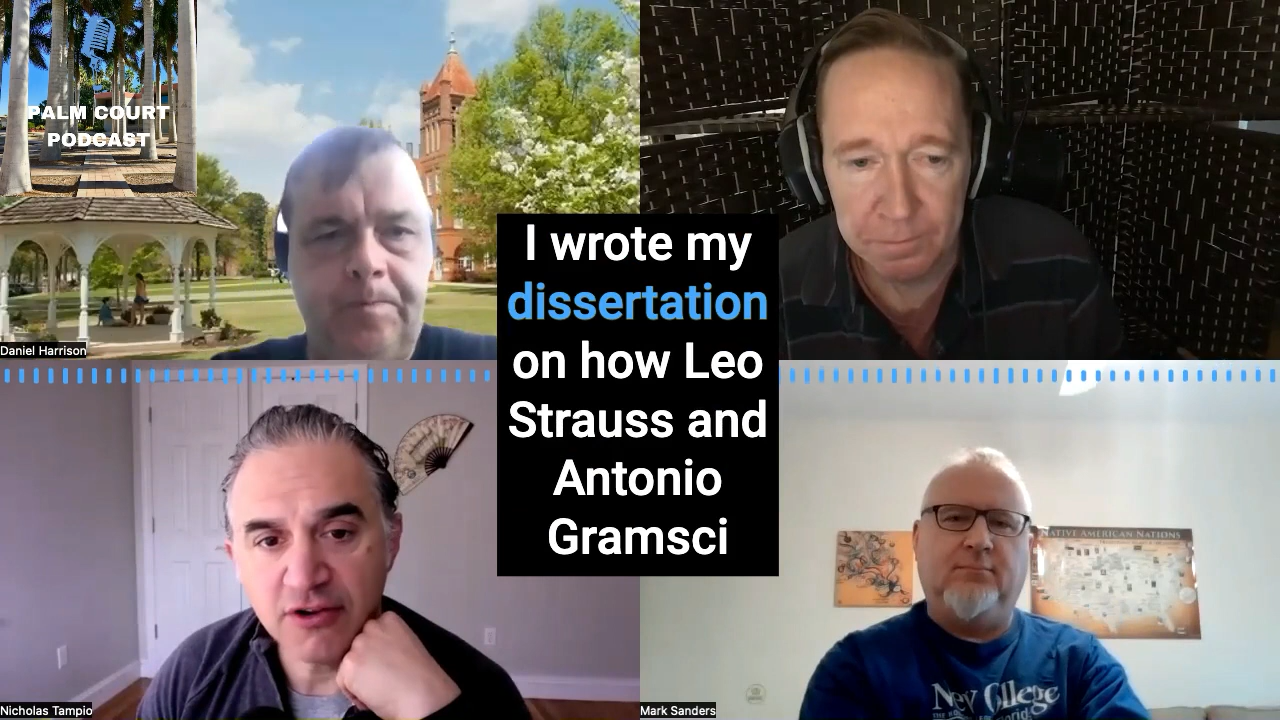 PALM COURT
PODCAST
Daniel Harrison
I wrote my
dissertation
on how Leo
Strauss and
Antonio
Gramsci
NATIVE AMERICAN NATIONS
New College
Nicholas Tampio
Mark Sanders